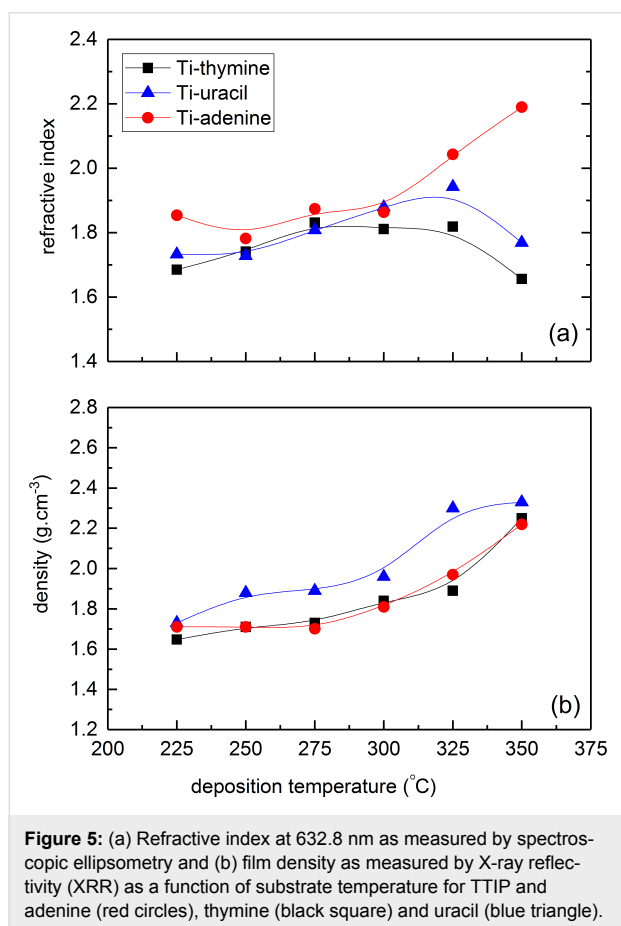 2.4
2.2
2.0
1.8
1.6
1.4
refractive index
Ti-thymine
Ti-uracil
Ti-adenine
(a)
2.8
2.6
2.4
2.2
2.0
1.8
1.6
1.4
1.2
density (g.cm-3)
(b)
200 225 250 275 300 325 350 375
deposition temperature (°C)
Figure 5: (a) Refractive index at 632.8 nm as measured by spectros-
copic ellipsometry and (b) film density as measured by X-ray reflec-
tivity (XRR) as a function of substrate temperature for TTIP and
adenine (red circles), thymine (black square) and uracil (blue triangle).